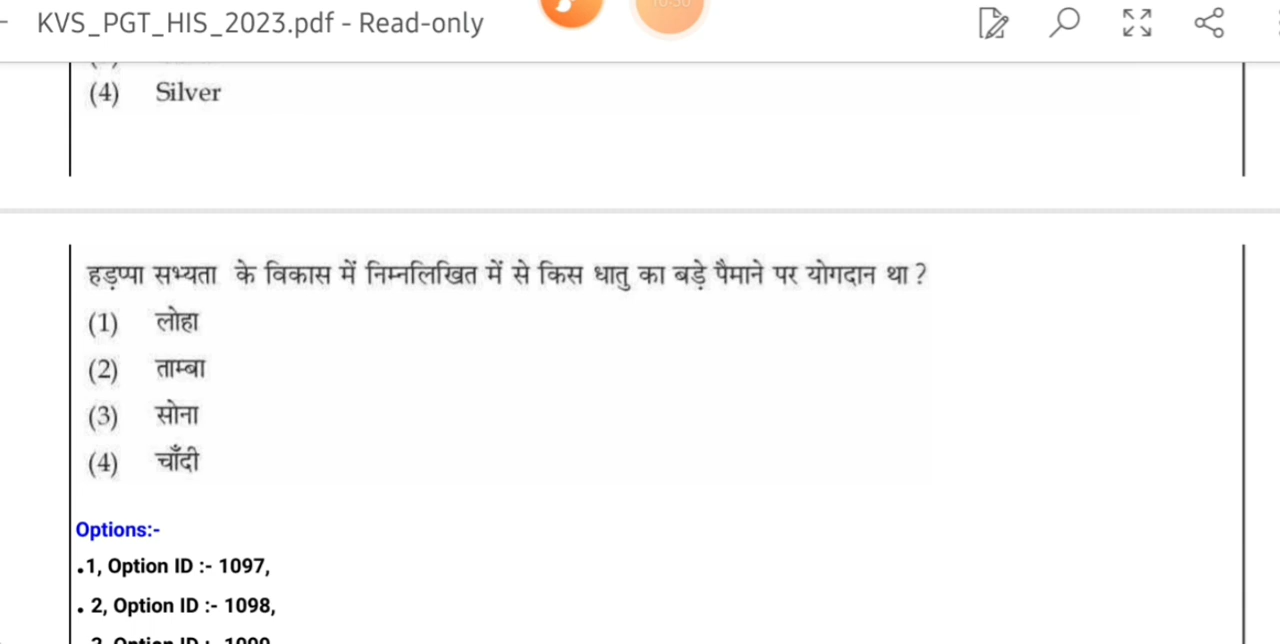 KVS_PGT_HIS_2023.pdf - Read-only
(4) Silver
हड़प्पा सभ्यता के विकास में निम्नलिखित में से किस धातु का बड़े पैमाने पर योगदान था ?
(1) लोहा
(2) ताम्बा
(3) सोना
(4) चाँदी
Options:-
.1, Option ID :- 1097,
. 2, Option ID :- 1098,